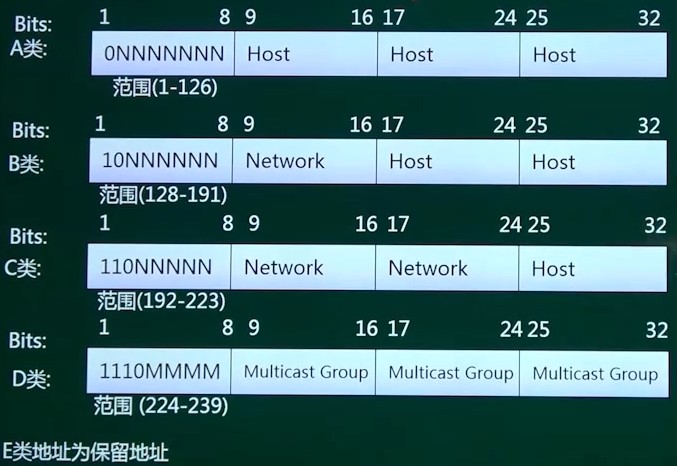 Bits: 1 8 9 16 17 24 25 32
A类: 0NNNNNNN Host Host Host
范围(1-126)
Bits: 1 8 9 16 17 24 25 32
B类: 10NNNNNN Network Host Host
范围(128-191)
Bits: 1 8 9 16 17 24 25 32
C类: 110NNNNN Network Network Host
范围(192-223)
Bits: 1 8 9 16 17 24 25 32
D类: 1110MMMM Multicast Group Multicast Group Multicast Group
范围 (224-239)
E类地址为保留地址